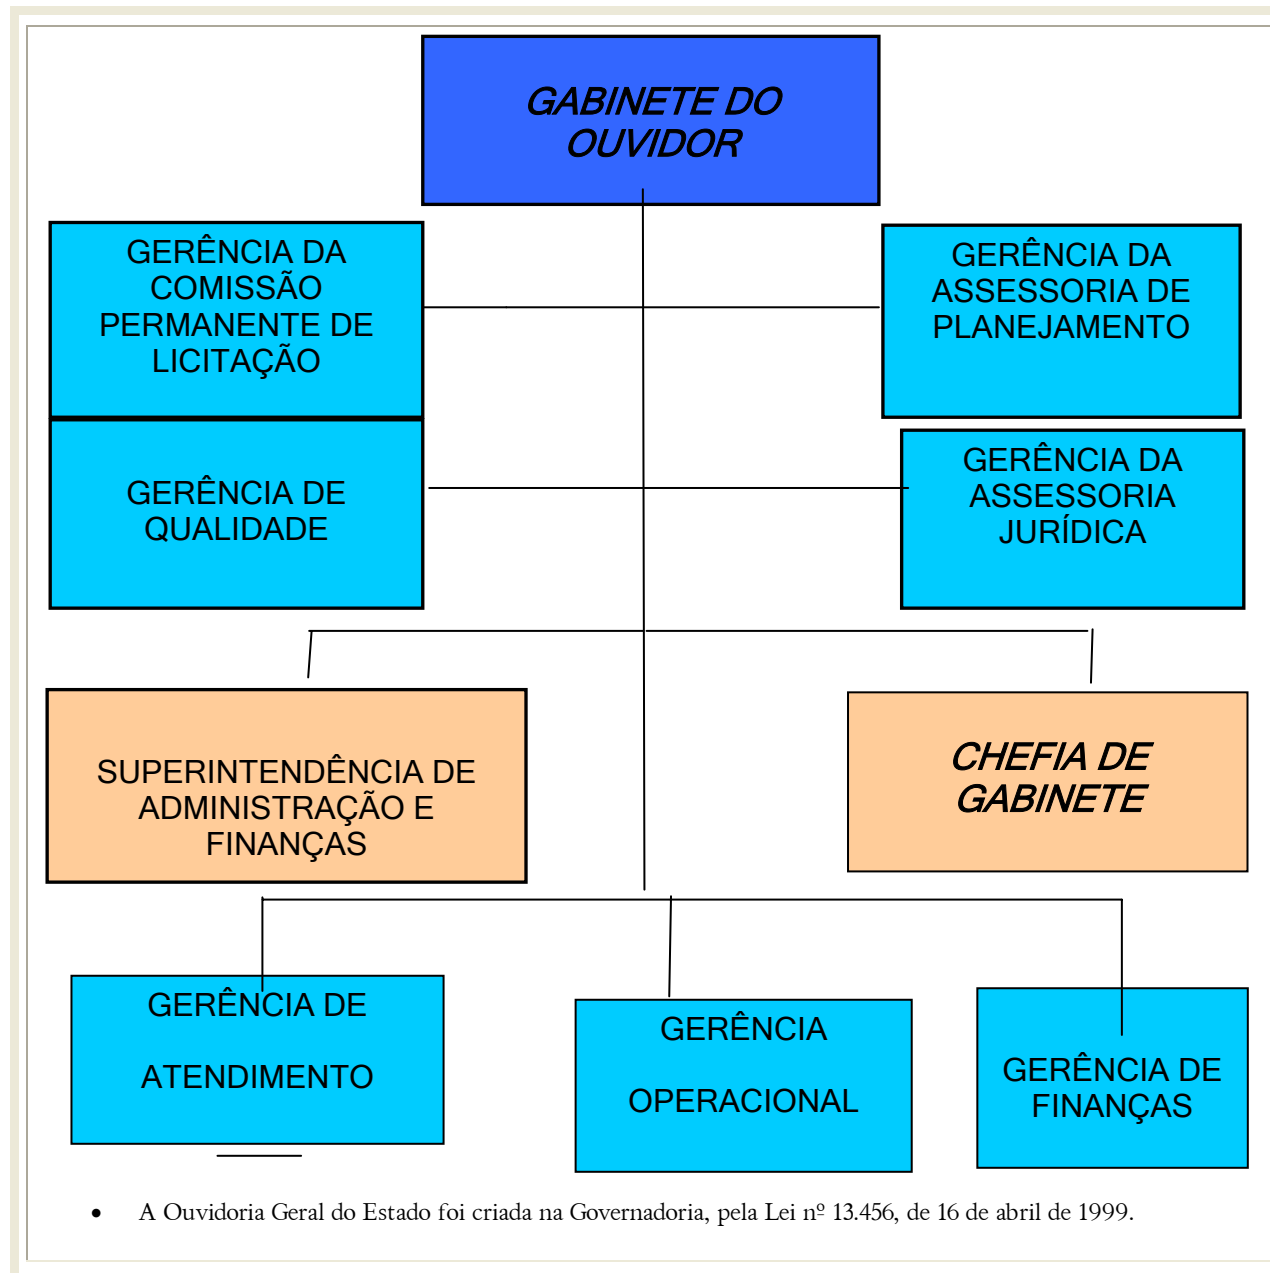 GABINETE DO
OUVIDOR
GERÊNCIA DA
COMISSÃO
PERMANENTE DE
LICITAÇÃO
GERÊNCIA DA
ASSESSORIA DE
PLANEJAMENTO
GERÊNCIA DE
QUALIDADE
GERÊNCIA DA
ASSESSORIA
JURÍDICA
SUPERINTENDÊNCIA DE
ADMINISTRAÇÃO E
FINANÇAS
CHEFIA DE
GABINETE
GERÊNCIA DE
ATENDIMENTO
GERÊNCIA
OPERACIONAL
GERÊNCIA DE
FINANÇAS
• A Ouvidoria Geral do Estado foi criada na Governadoria, pela Lei nº 13.456, de 16 de abril de 1999.